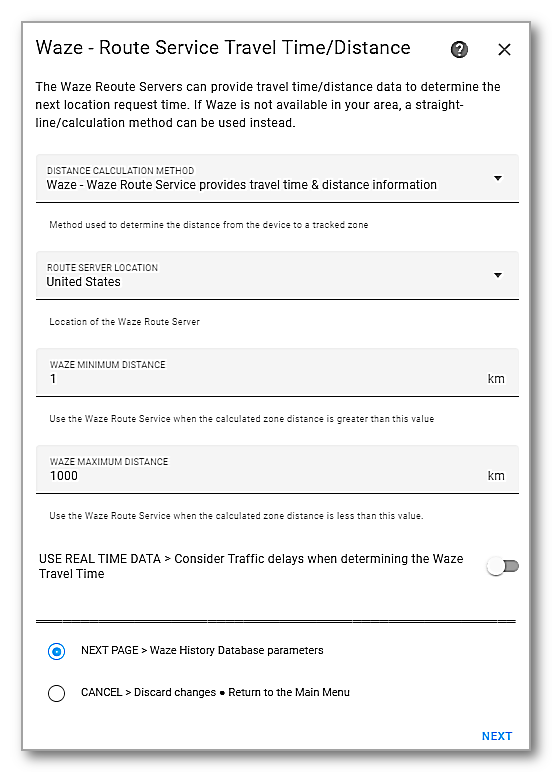 Waze - Route Service Travel Time/Distance
The Waze Reoute Servers can provide travel time/distance data to determine the
next location request time. If Waze is not available in your area, a straight-
line/calculation method can be used instead.
DISTANCE CALCULATION METHOD
Waze - Waze Route Service provides travel time & distance information
Method used to determine the distance from the device to a tracked zone
ROUTE SERVER LOCATION
United States
Location of the Waze Route Server
WAZE MINIMUM DISTANCE
1 km
Use the Waze Route Service when the calculated zone distance is greater than this value
WAZE MAXIMUM DISTANCE
1000 km
Use the Waze Route Service when the calculated zone distance is less than this value.
USE REAL TIME DATA > Consider Traffic delays when determining the Waze
Travel Time
NEXT PAGE > Waze History Database parameters
CANCEL > Discard changes • Return to the Main Menu
NEXT